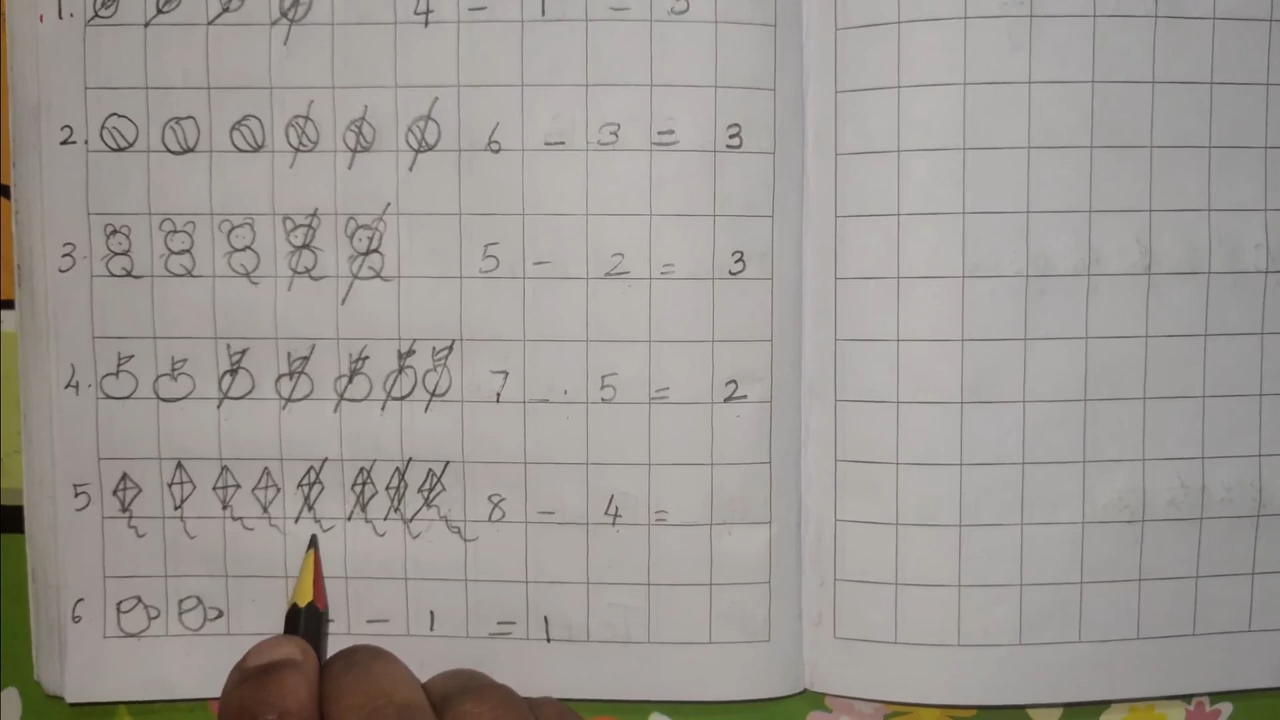 1. 4 - 1 - 3
2. 6 - 3 = 3
3. 5 - 2 = 3
4. 7 - 5 = 2
5 8 - 4 =
6 - 1 = 1